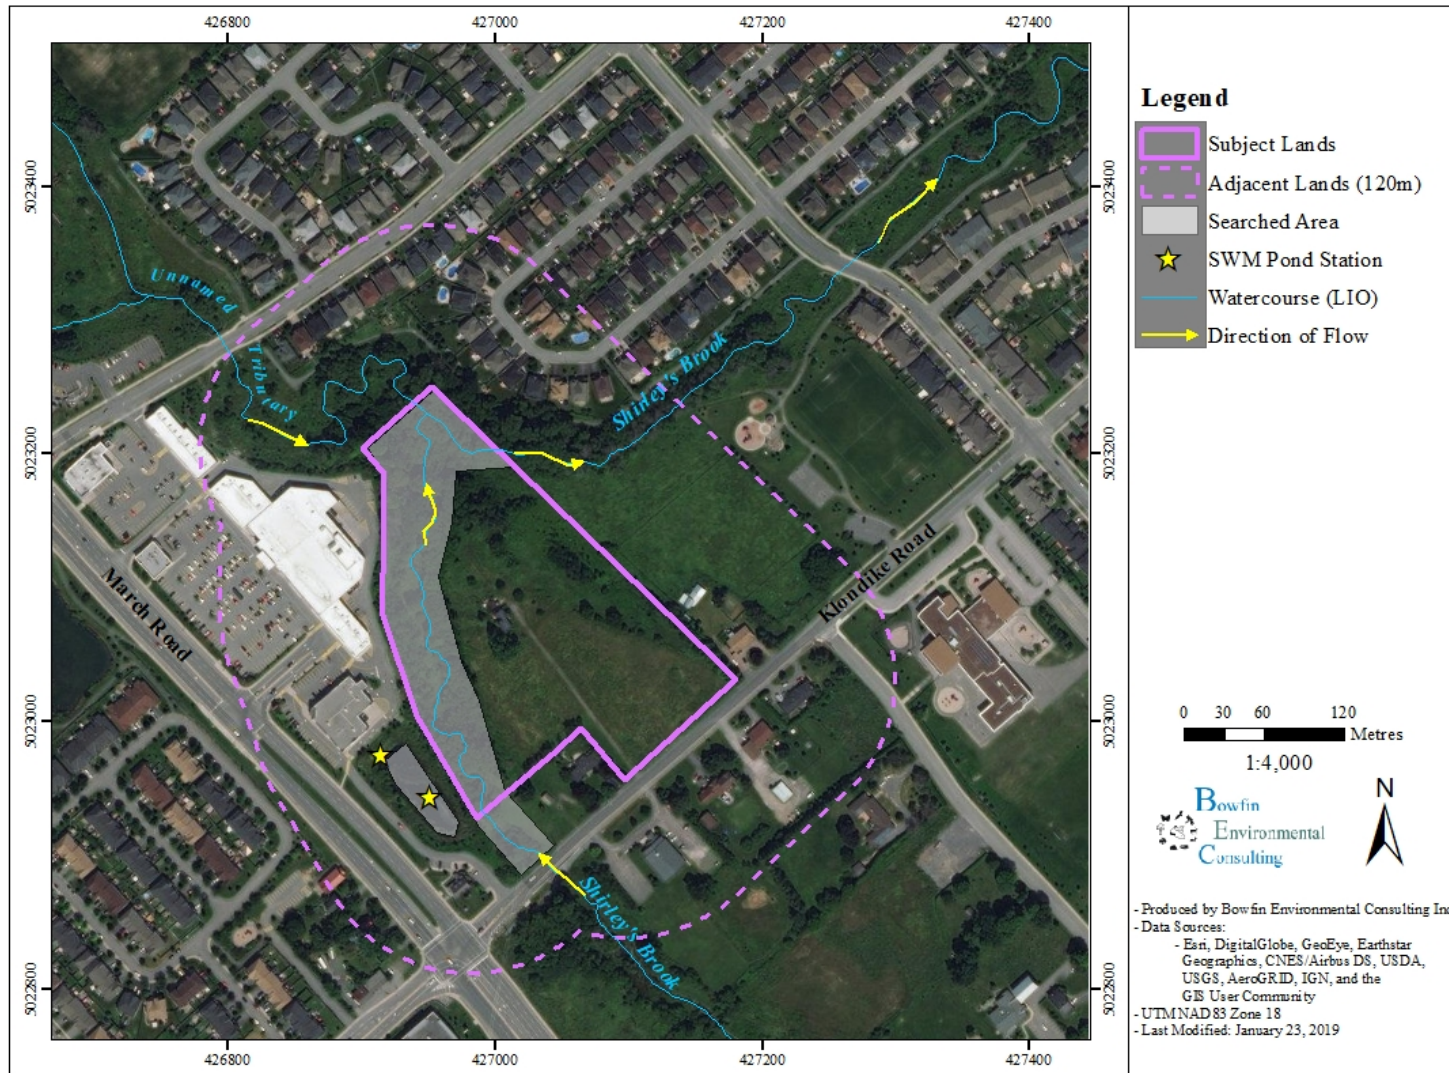 426800 427000 427200 427400
5023400 5023400
5023200 5023200
5023000 5023000
5022800 5022800
Unnamed
Tributary
Shirley's Brook
March Road
Klondike Road
Shirley's Brook
426800 427000 427200 427400
Legend
Subject Lands
Adjacent Lands (120m)
Searched Area
SWM Pond Station
Watercourse (LIO)
Direction of Flow
0 30 60 120
Metres
1:4,000
Bowfin
Environmental
Consulting
N
- Produced by Bowfin Environmental Consulting Inc
- Data Sources:
- Esri, DigitalGlobe, GeoEye, Earthstar
Geographics, CNES/Airbus DS, USDA,
USGS, AeroGRID, IGN, and the
GIS User Community
- UTM NAD83 Zone 18
- Last Modified: January 23, 2019